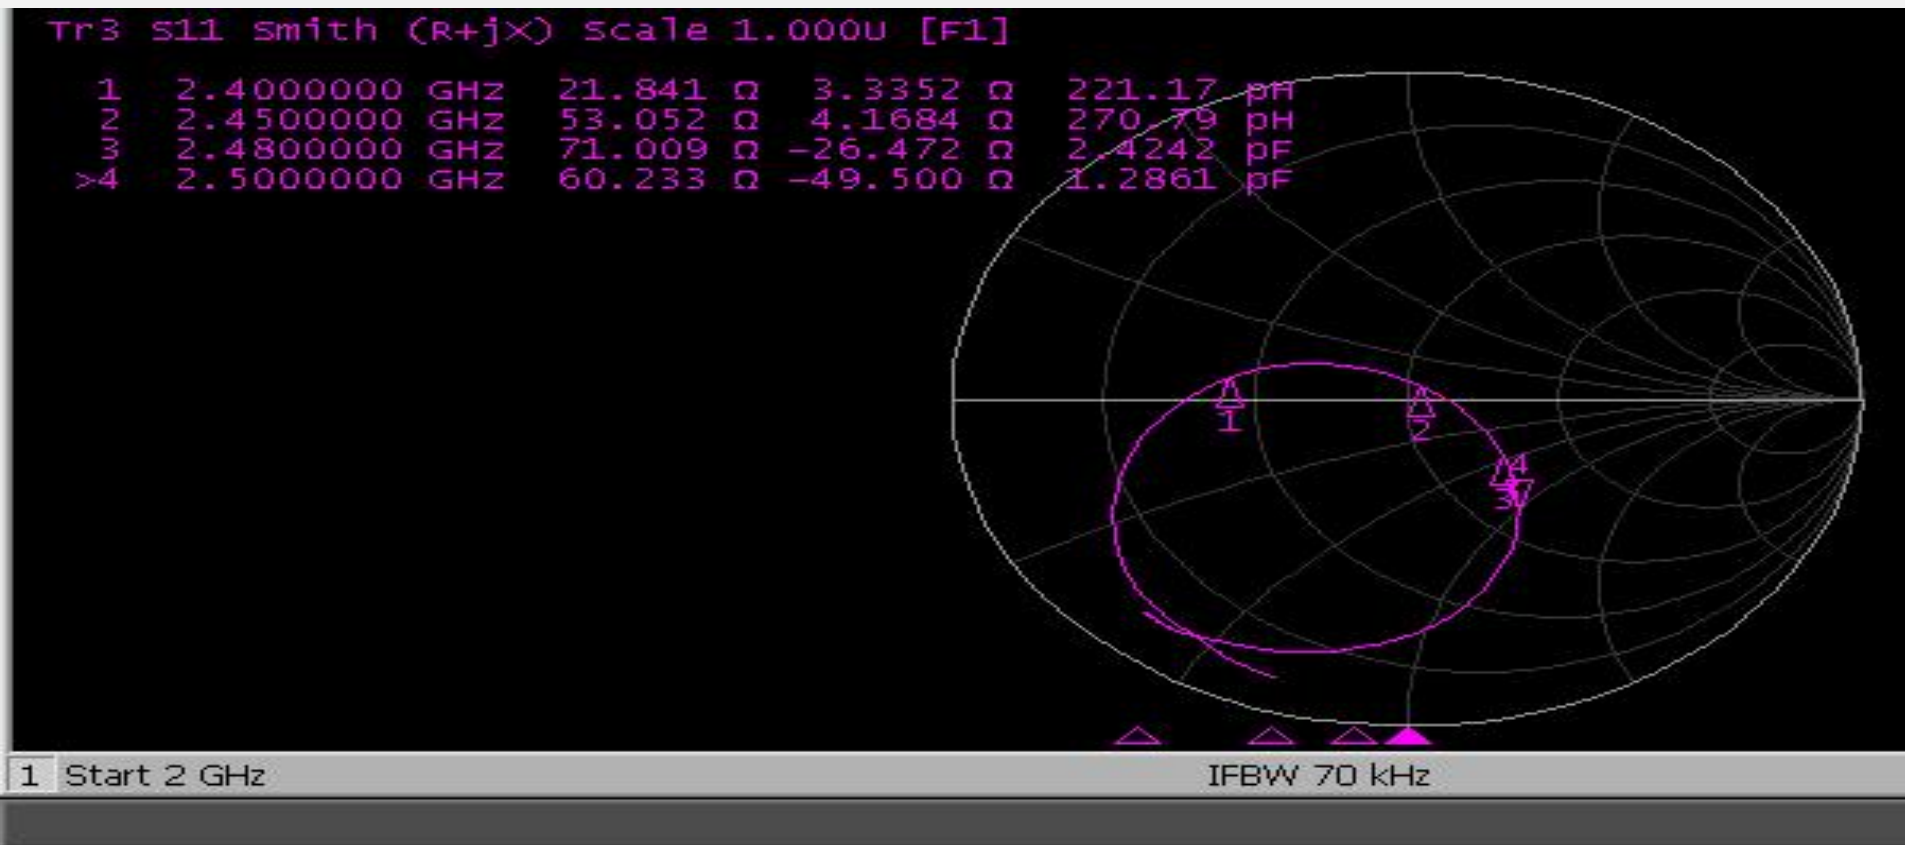 Tr3 S11 Smith (R+jX) Scale 1.000U [F1]
1 2.4000000 GHz 21.841 Ω 3.3352 Ω 221.17 pH
2 2.4500000 GHz 53.052 Ω 4.1684 Ω 270.79 pH
3 2.4800000 GHz 71.009 Ω -26.472 Ω 2.4242 pF
>4 2.5000000 GHz 60.233 Ω -49.500 Ω 1.2861 pF
1
2
4
3
1 Start 2 GHz IFBW 70 kHz